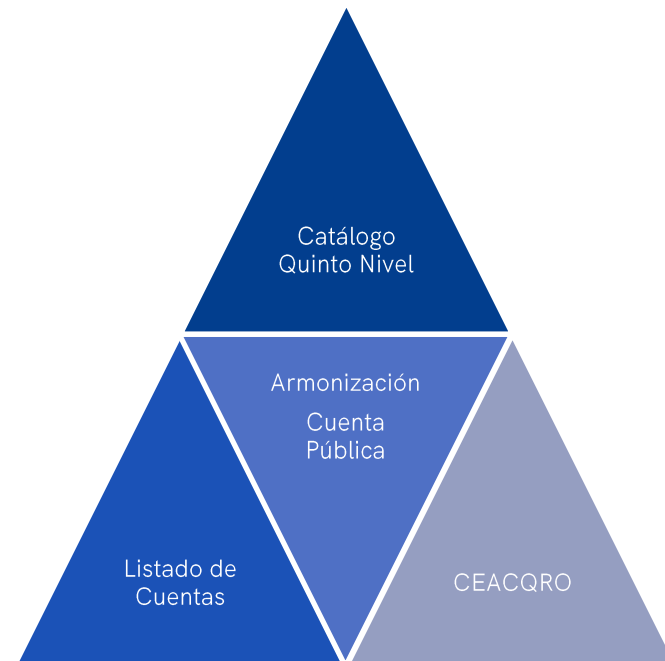 Catálogo
Quinto Nivel
Armonización
Cuenta
Pública
Listado de
Cuentas
CEACQRO